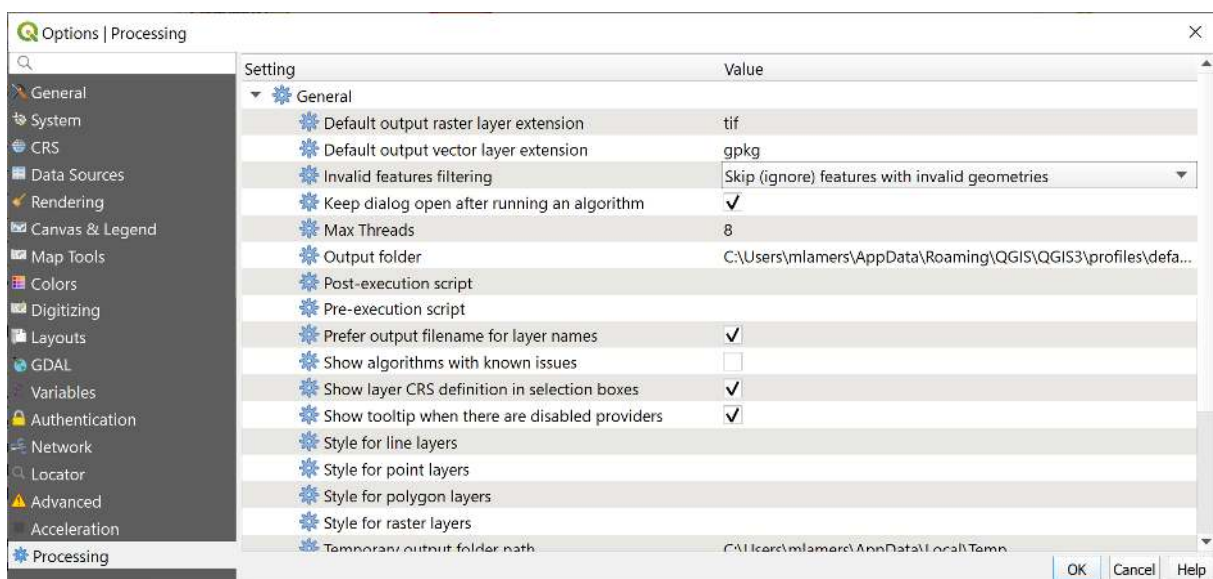 Options | Processing
General
System
CRS
Data Sources
Rendering
Canvas & Legend
Map Tools
Colors
Digitizing
Layouts
GDAL
Variables
Authentication
Network
Locator
Advanced
Acceleration
Processing
Setting Value
General
Default output raster layer extension tif
Default output vector layer extension gpkg
Invalid features filtering Skip (ignore) features with invalid geometries
Keep dialog open after running an algorithm
Max Threads 8
Output folder C:\Users\mlamers\AppData\Roaming\QGIS\QGIS3\profiles\defa...
Post-execution script
Pre-execution script
Prefer output filename for layer names
Show algorithms with known issues
Show layer CRS definition in selection boxes
Show tooltip when there are disabled providers
Style for line layers
Style for point layers
Style for polygon layers
Style for raster layers
Temporary output folder path C:\Users\mlamers\AppData\Local\Temp
OK Cancel Help